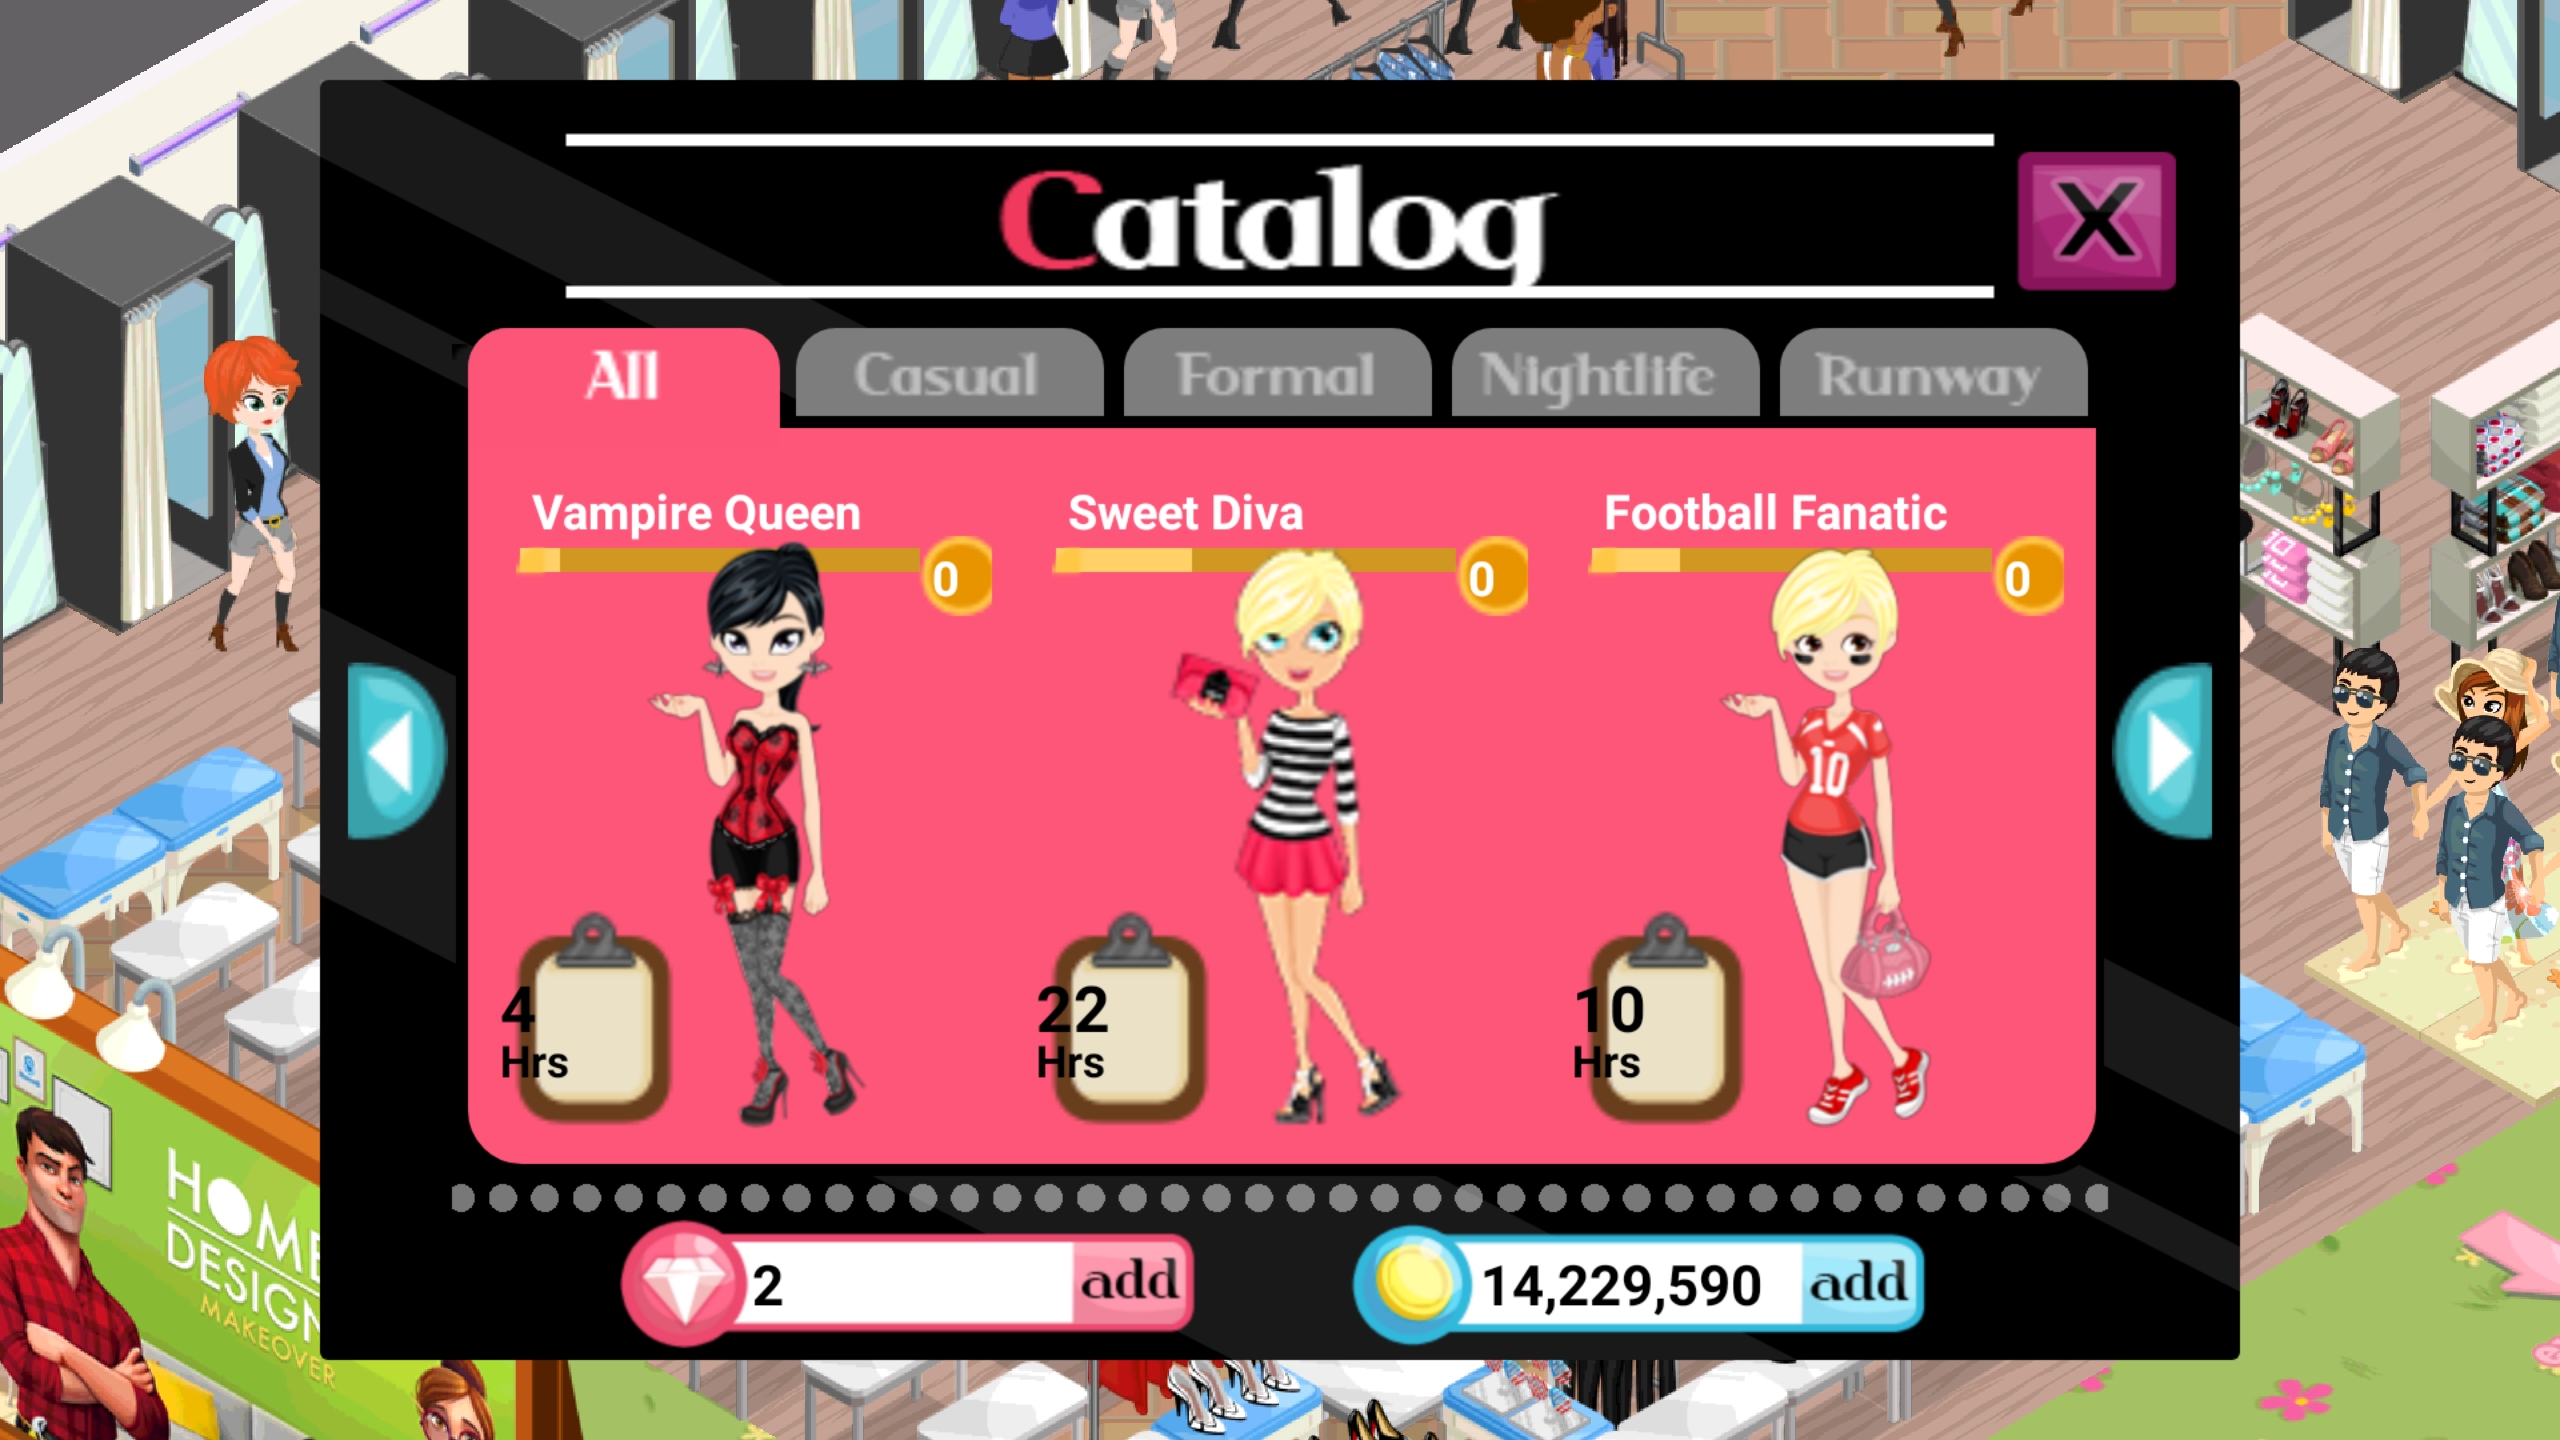 Catalog
X
All
Casual
Formal
Nightlife
Runway
Vampire Queen
Sweet Diva
Football Fanatic
0
0
0
10
4
Hrs
22
Hrs
10
Hrs
HOME
DESIGN
MAKEOVER
2
add
14,229,590
add